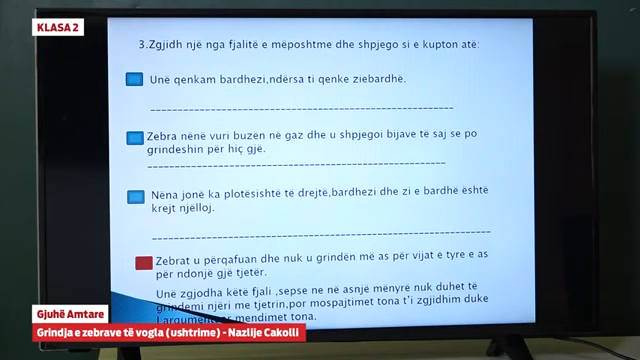 KLASA 2
3.Zgjidh një nga fjalitë e mëposhtme dhe shpjego si e kupton atë:
Unë qenkam bardhezi,ndërsa ti qenke ziebardhë.
Zebra nënë vuri buzën në gaz dhe u shpjegoi bijave të saj se po
grindeshin për hiç gjë.
Nëna jonë ka plotësishtë të drejtë,bardhezi dhe zi e bardhë është
krejt njëlloj.
Zebrat u përqafuan dhe nuk u grindën më as për vijat e tyre e as
për ndonjë gjë tjetër.
Unë zgjodha këtë fjali ,sepse ne në asnjë mënyrë nuk duhet të
grindemi njëri me tjetrin,por mospajtimet tona t'i zgjidhim duke
mendimet tona.
Gjuhë Amtare
Grindja e zebrave të vogla (ushtrime) - Nazlije Cakolli